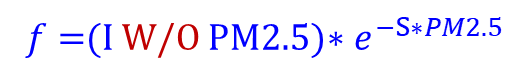 f =(I W/O PM2.5)* e^{-S*PM2.5}